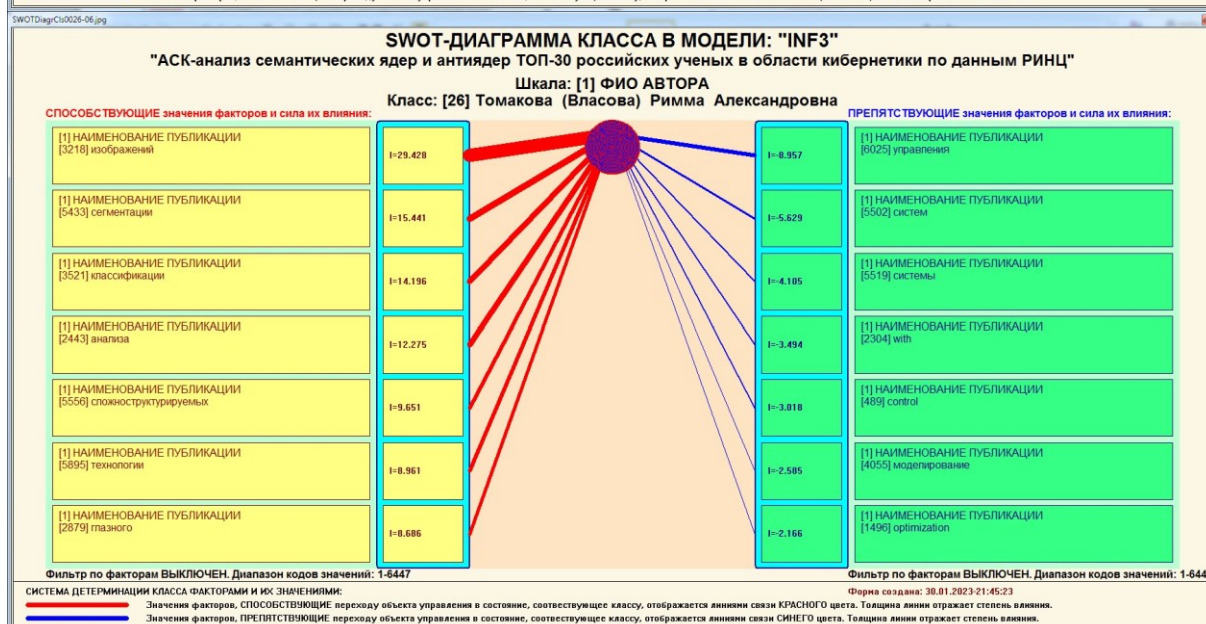 SWOTDiagrCls0026-06.jpg
SWOT-ДИАГРАММА КЛАССА В МОДЕЛИ: "INF3"
"АСК-анализ семантических ядер и антиядер ТОП-30 российских ученых в области кибернетики по данным РИНЦ"
Шкала: [1] ФИО АВТОРА
Класс: [26] Томакова (Власова) Римма Александровна
СПОСОБСТВУЮЩИЕ значения факторов и сила их влияния:
[1] НАИМЕНОВАНИЕ ПУБЛИКАЦИИ
[3218] изображений
I=29.428
[1] НАИМЕНОВАНИЕ ПУБЛИКАЦИИ
[5433] сегментации
I=15.441
[1] НАИМЕНОВАНИЕ ПУБЛИКАЦИИ
[3521] классификации
I=14.196
[1] НАИМЕНОВАНИЕ ПУБЛИКАЦИИ
[2443] анализа
I=12.275
[1] НАИМЕНОВАНИЕ ПУБЛИКАЦИИ
[5556] сложноструктурируемых
I=9.651
[1] НАИМЕНОВАНИЕ ПУБЛИКАЦИИ
[5895] технологии
I=8.961
[1] НАИМЕНОВАНИЕ ПУБЛИКАЦИИ
[2879] глазного
I=8.686
Фильтр по факторам ВЫКЛЮЧЕН. Диапазон кодов значений: 1-6447
ПРЕПЯТСТВУЮЩИЕ значения факторов и сила их влияния:
I=-8.957
[1] НАИМЕНОВАНИЕ ПУБЛИКАЦИИ
[6025] управления
I=-5.629
[1] НАИМЕНОВАНИЕ ПУБЛИКАЦИИ
[5502] систем
I=-4.105
[1] НАИМЕНОВАНИЕ ПУБЛИКАЦИИ
[5519] системы
I=-3.494
[1] НАИМЕНОВАНИЕ ПУБЛИКАЦИИ
[2304] with
I=-3.018
[1] НАИМЕНОВАНИЕ ПУБЛИКАЦИИ
[489] control
I=-2.585
[1] НАИМЕНОВАНИЕ ПУБЛИКАЦИИ
[4055] моделирование
I=-2.166
[1] НАИМЕНОВАНИЕ ПУБЛИКАЦИИ
[1496] optimization
Фильтр по факторам ВЫКЛЮЧЕН. Диапазон кодов значений: 1-644
СИСТЕМА ДЕТЕРМИНАЦИИ КЛАССА ФАКТОРАМИ И ИХ ЗНАЧЕНИЯМИ:
Форма создана: 30.01.2023-21:45:23
Значения факторов, СПОСОБСТВУЮЩИЕ переходу объекта управления в состояние, соотвествующее классу, отображается линиями связи КРАСНОГО цвета. Толщина линии отражает степень влияния.
Значения факторов, ПРЕПЯТСТВУЮЩИЕ переходу объекта управления в состояние, соотвествующее классу, отображается линиями связи СИНЕГО цвета. Толщина линии отражает степень влияния.